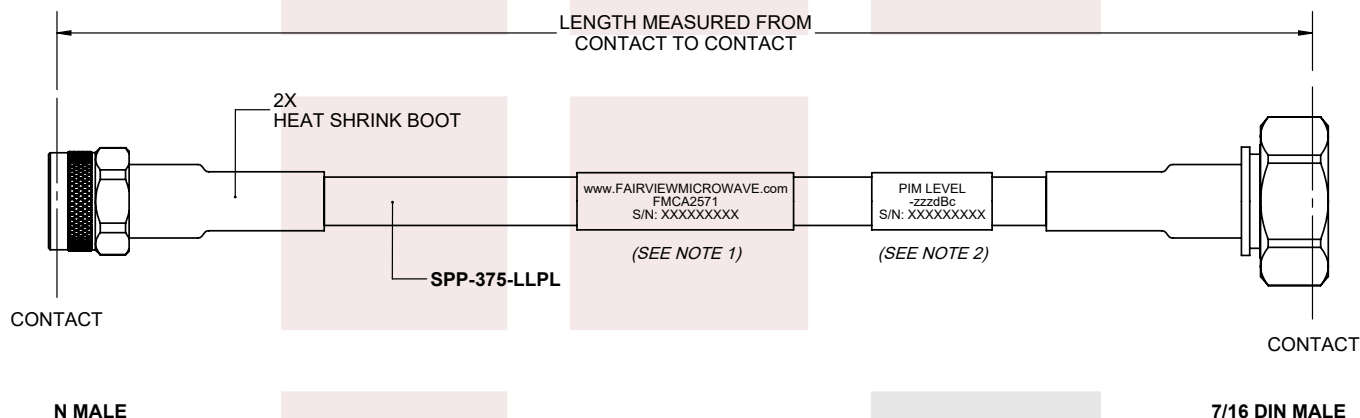 LENGTH MEASURED FROM
CONTACT TO CONTACT
2X
HEAT SHRINK BOOT
www.FAIRVIEWMICROWAVE.com
FMCA2571
S/N: XXXXXXXXX
PIM LEVEL
-zzzdBc
S/N: XXXXXXXXX
(SEE NOTE 1)
(SEE NOTE 2)
SPP-375-LLPL
CONTACT
CONTACT
N MALE
7/16 DIN MALE